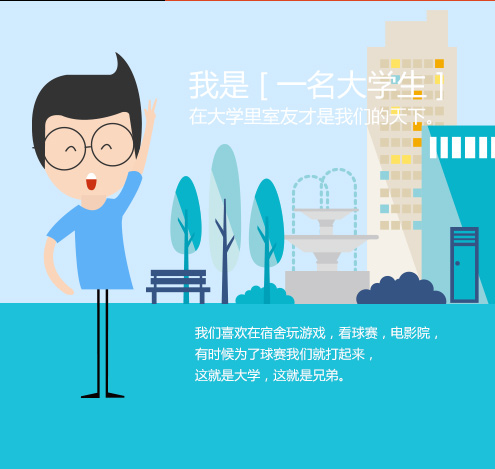 我是［一名大学生］
在大学里室友才是我们的天下。
我们喜欢在宿舍玩游戏，看球赛，电影院，
有时候为了球赛我们就打起来，
这就是大学，这就是兄弟。